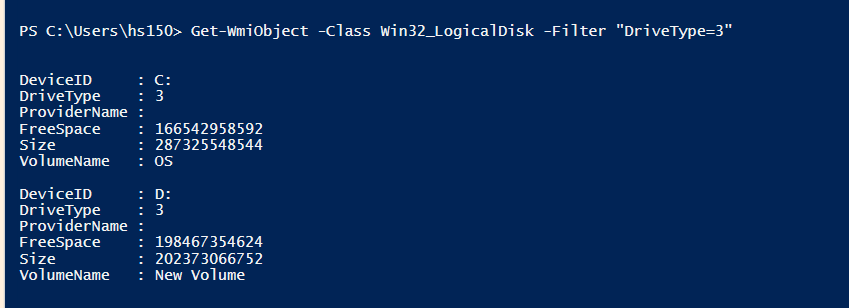 PS C:\Users\hs150> Get-WmiObject -Class Win32_LogicalDisk -Filter "DriveType=3"
DeviceID : C:
DriveType : 3
ProviderName :
FreeSpace : 166542958592
Size : 287325548544
VolumeName : OS
DeviceID : D:
DriveType : 3
ProviderName :
FreeSpace : 198467354624
Size : 202373066752
VolumeName : New Volume